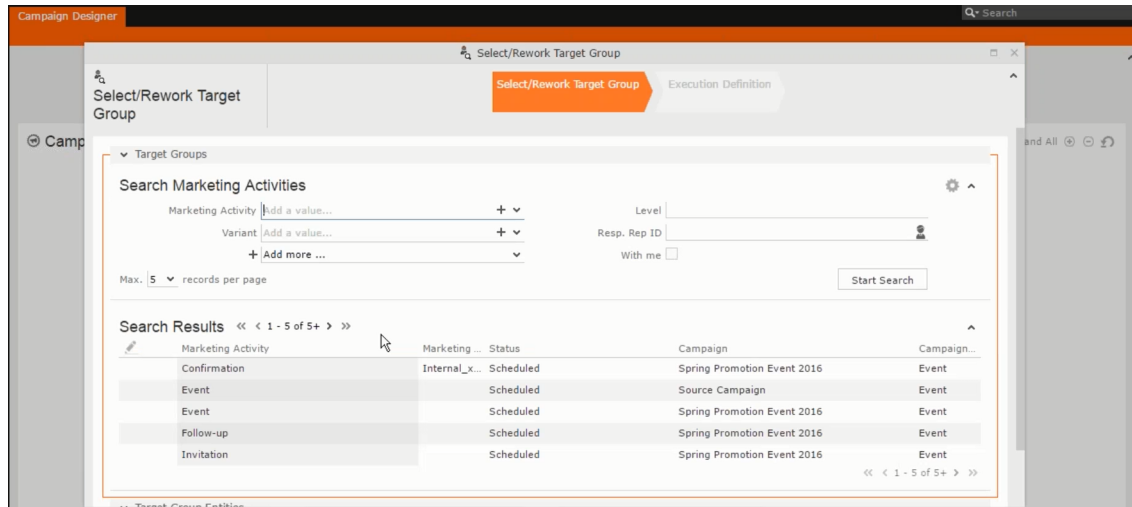 Campaign Designer
Search
Select/Rework Target Group
Select/Rework Target
Group
Select/Rework Target Group
Execution Definition
Camp
and All
Target Groups
Search Marketing Activities
Marketing Activity Add a value...
Level
Variant Add a value...
Resp. Rep ID
+ Add more ...
With me
Max. 5 records per page
Start Search
Search Results « < 1 - 5 of 5+ > »
Marketing Activity Marketing ... Status Campaign Campaign...
Confirmation Internal_x... Scheduled Spring Promotion Event 2016 Event
Event Scheduled Source Campaign Event
Event Scheduled Spring Promotion Event 2016 Event
Follow-up Scheduled Spring Promotion Event 2016 Event
Invitation Scheduled Spring Promotion Event 2016 Event
« < 1 - 5 of 5+ > »
Target Group Entities